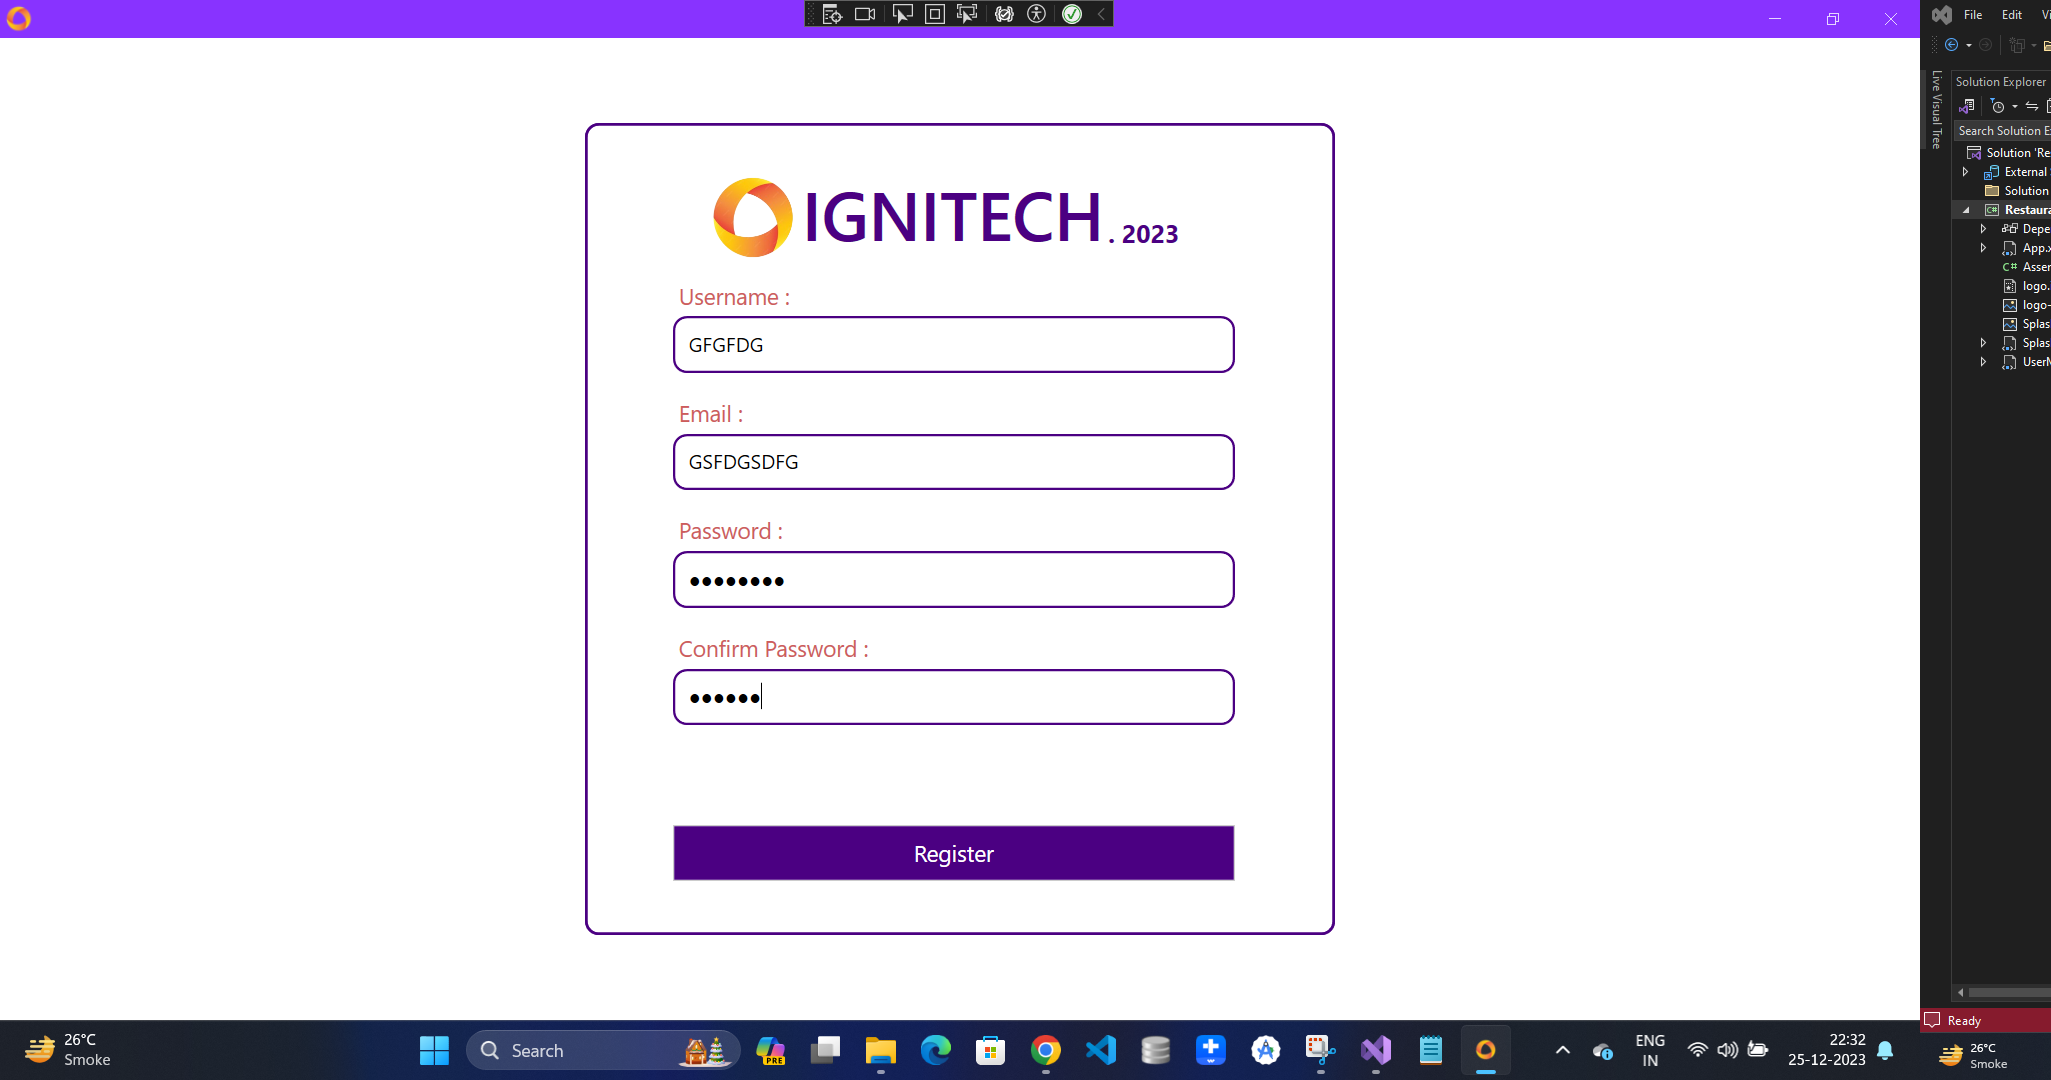 IGNITECH . 2023
Username :
GFGFDG
Email :
GSFDGSDFG
Password :
●●●●●●●●
Confirm Password :
●●●●●●
Register
File Edit
Live Visual Tree
Solution Explorer
Search Solution
Solution 'Re
External
Solution
Restaura
Depe
App.x
C# Asser
logo.
logo-
Splas
Splas
UserM
Ready
26°C
Smoke
Search
PRE
ENG
IN
22:32
25-12-2023
26°C
Smoke